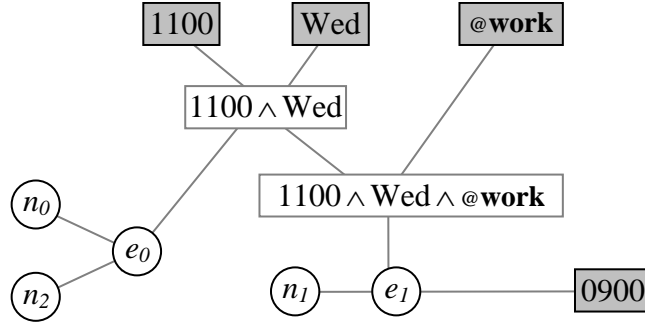 1100 Wed @work
1100 ∧ Wed
1100 ∧ Wed ∧ @work
n₀
e₀
n₂ n₁ e₁ 0900